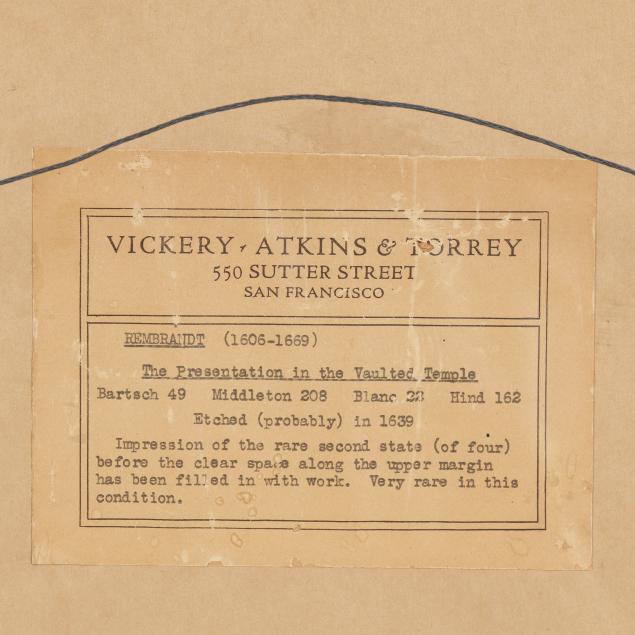 VICKERY, ATKINS & TORREY
550 SUTTER STREET
SAN FRANCISCO
REMBRANDT (1606-1669)
The Presentation in the Vaulted Temple
Bartsch 49 Middleton 208 Blanc 22 Hind 162
Etched (probably) in 1639
Impression of the rare second state (of four)
before the clear space along the upper margin
has been filled in with work. Very rare in this
condition.